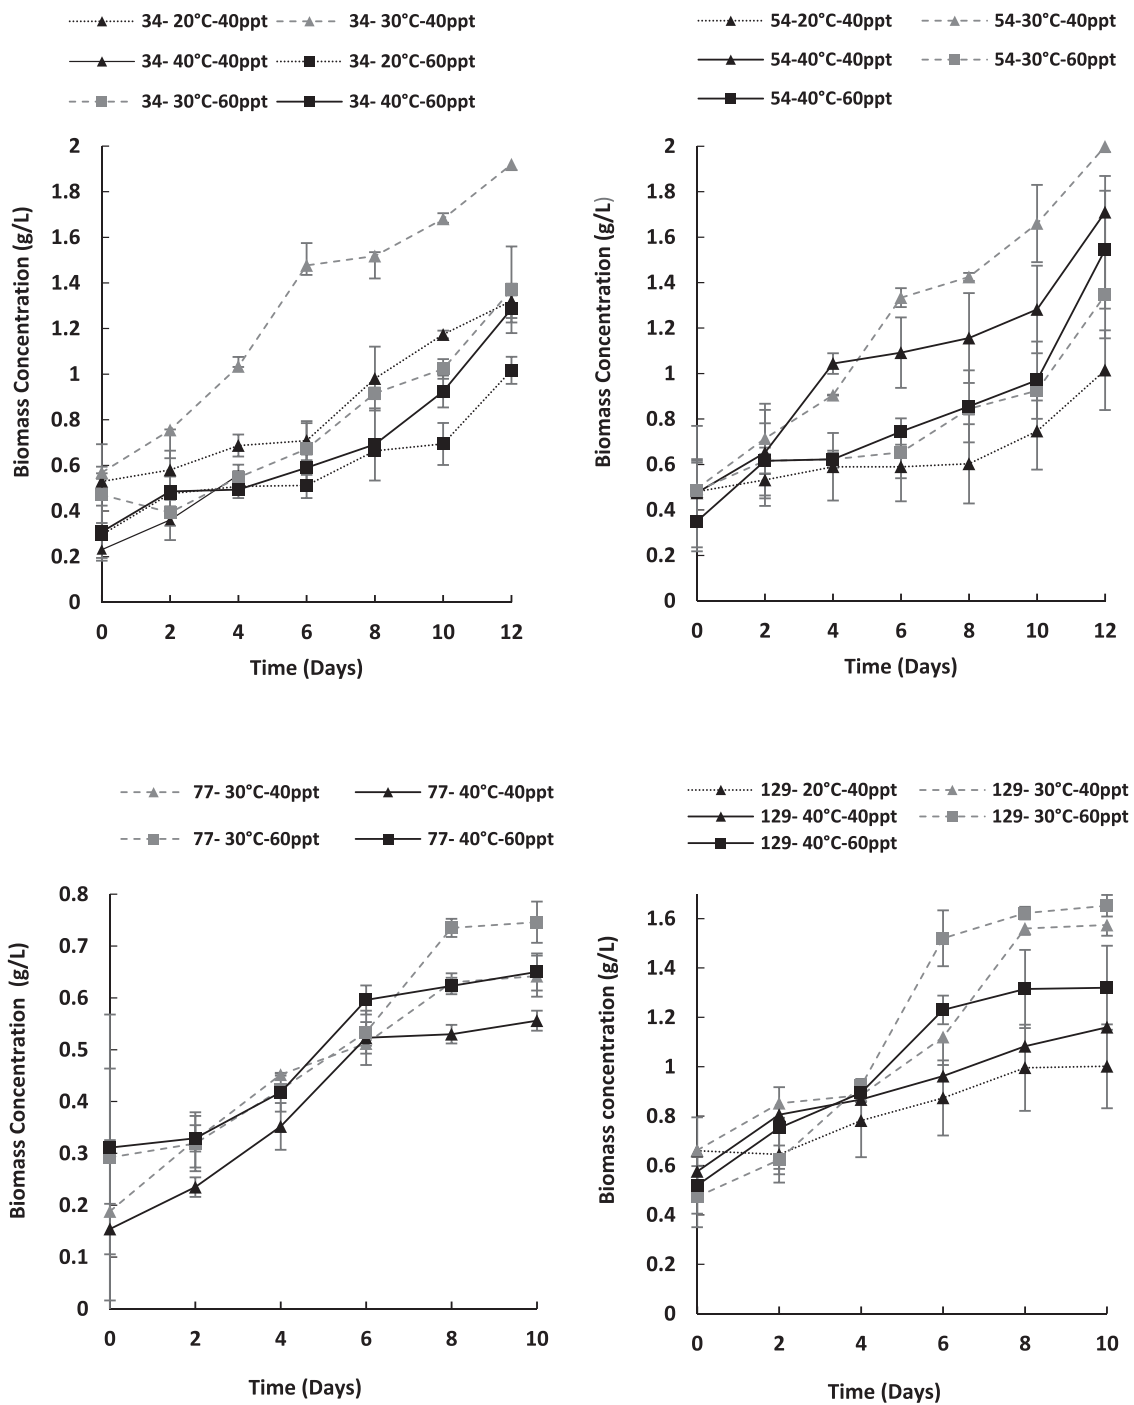 34- 20°C-40ppt 34- 30°C-40ppt
34- 40°C-40ppt 34- 20°C-60ppt
34- 30°C-60ppt 34- 40°C-60ppt
2
1.8
1.6
1.4
1.2
1
0.8
0.6
0.4
0.2
0
Biomass Concentration (g/L)
0 2 4 6 8 10 12
Time (Days)
54-20°C-40ppt 54-30°C-40ppt
54-40°C-40ppt 54-30°C-60ppt
54-40°C-60ppt
2
1.8
1.6
1.4
1.2
1
0.8
0.6
0.4
0.2
0
Biomass Concentration (g/L)
0 2 4 6 8 10 12
Time (Days)
77- 30°C-40ppt 77- 40°C-40ppt
77- 30°C-60ppt 77- 40°C-60ppt
0.8
0.7
0.6
0.5
0.4
0.3
0.2
0.1
0
Biomass Concentration (g/L)
0 2 4 6 8 10
Time (Days)
129- 20°C-40ppt 129- 30°C-40ppt
129- 40°C-40ppt 129- 30°C-60ppt
129- 40°C-60ppt
1.6
1.4
1.2
1
0.8
0.6
0.4
0.2
0
Biomass concentration (g/L)
0 2 4 6 8 10
Time (Days)